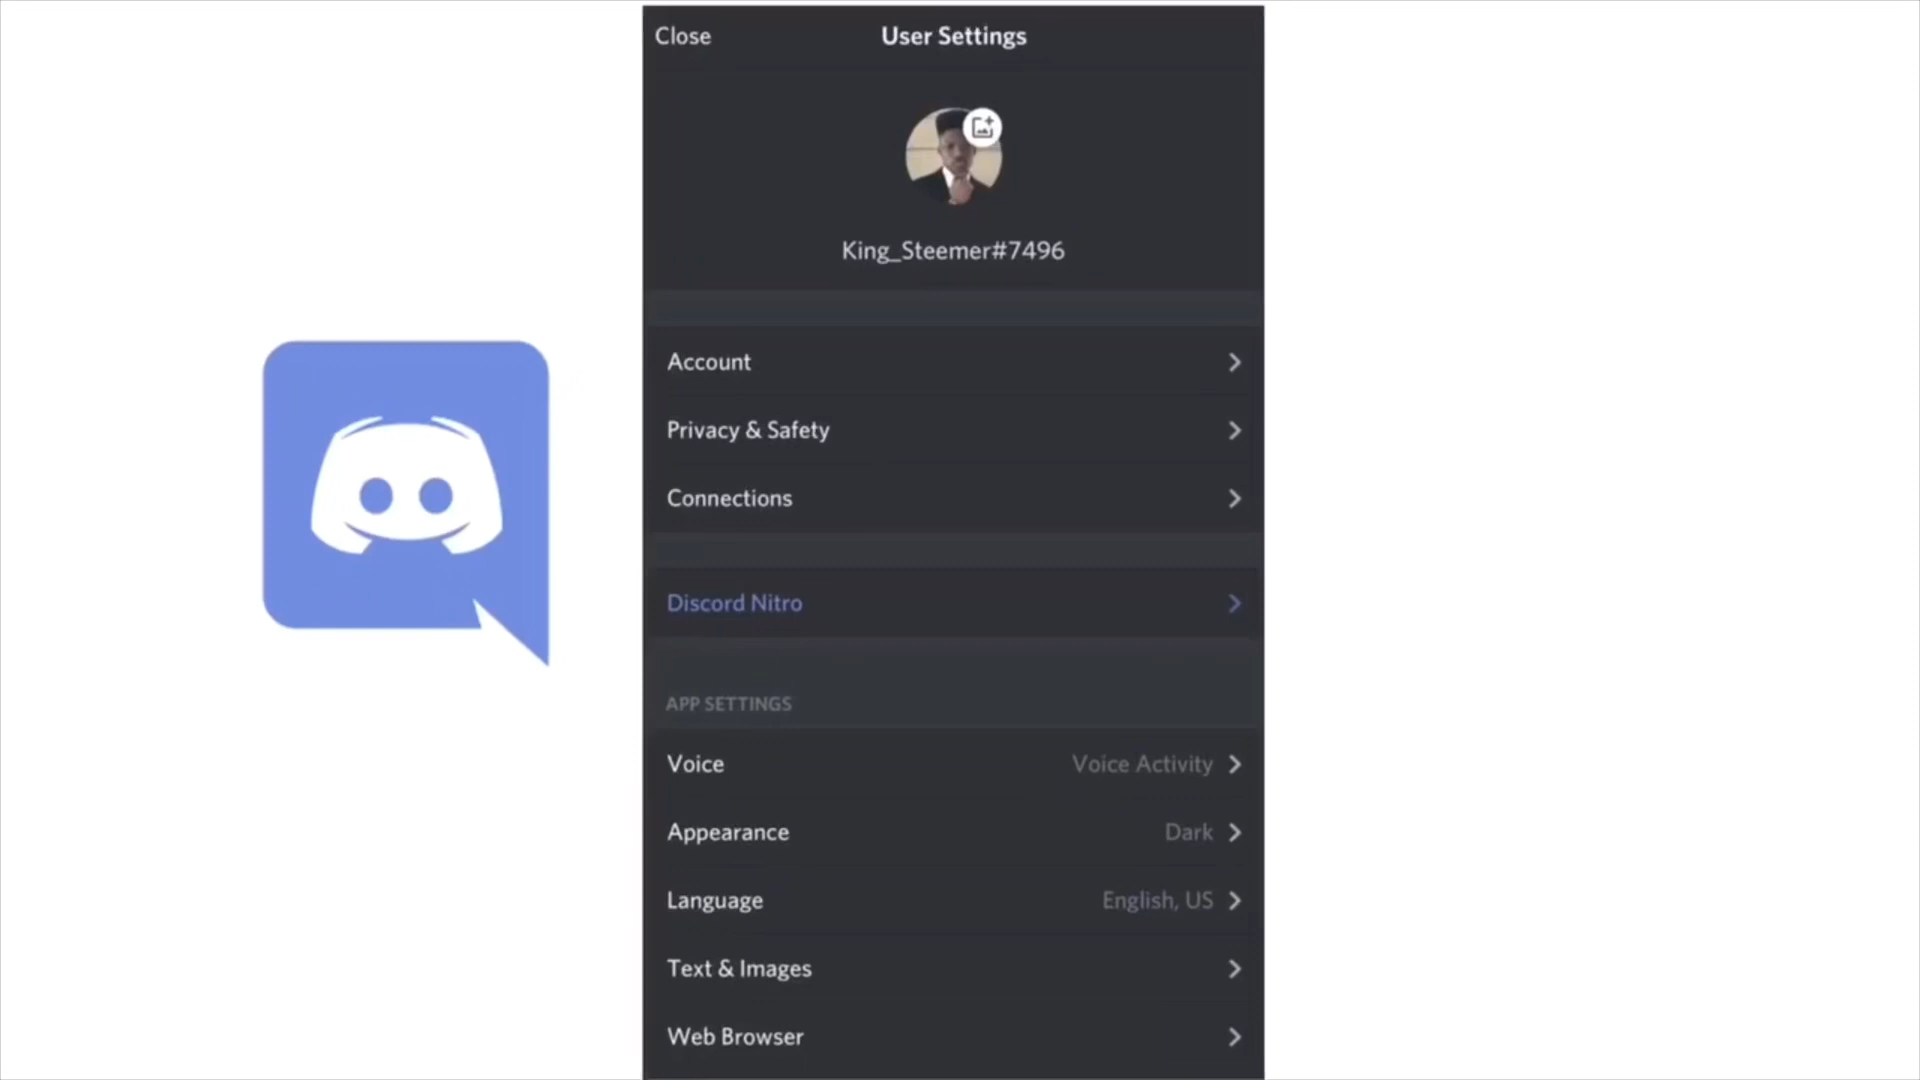 Close
User Settings
King_Steemer#7496
Account
Privacy & Safety
Connections
Discord Nitro
APP SETTINGS
Voice Voice Activity
Appearance Dark
Language English, US
Text & Images
Web Browser